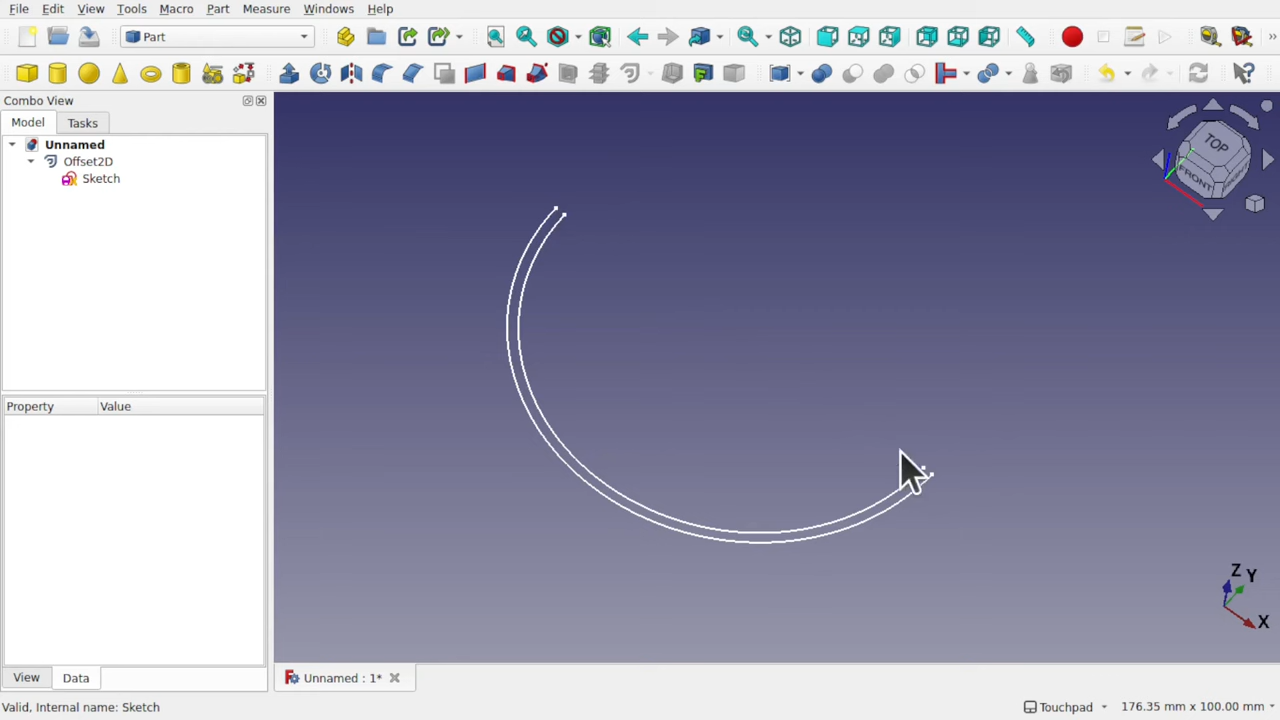 File Edit View Tools Macro Part Measure Windows Help
Part
Combo View
Model Tasks
Unnamed
Offset2D
Sketch
TOP
FRONT
RIGHT
Property Value
Z Y
X
View Data
Unnamed : 1*
Valid, Internal name: Sketch
Touchpad 176.35 mm x 100.00 mm